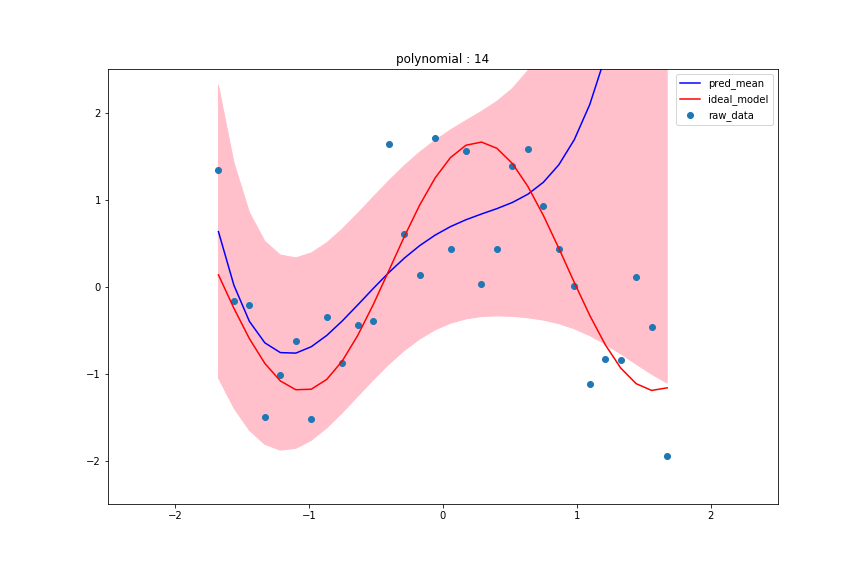 polynomial : 14
pred_mean
ideal_model
raw_data
2
1
0
−1
−2
−2
−1
0
1
2